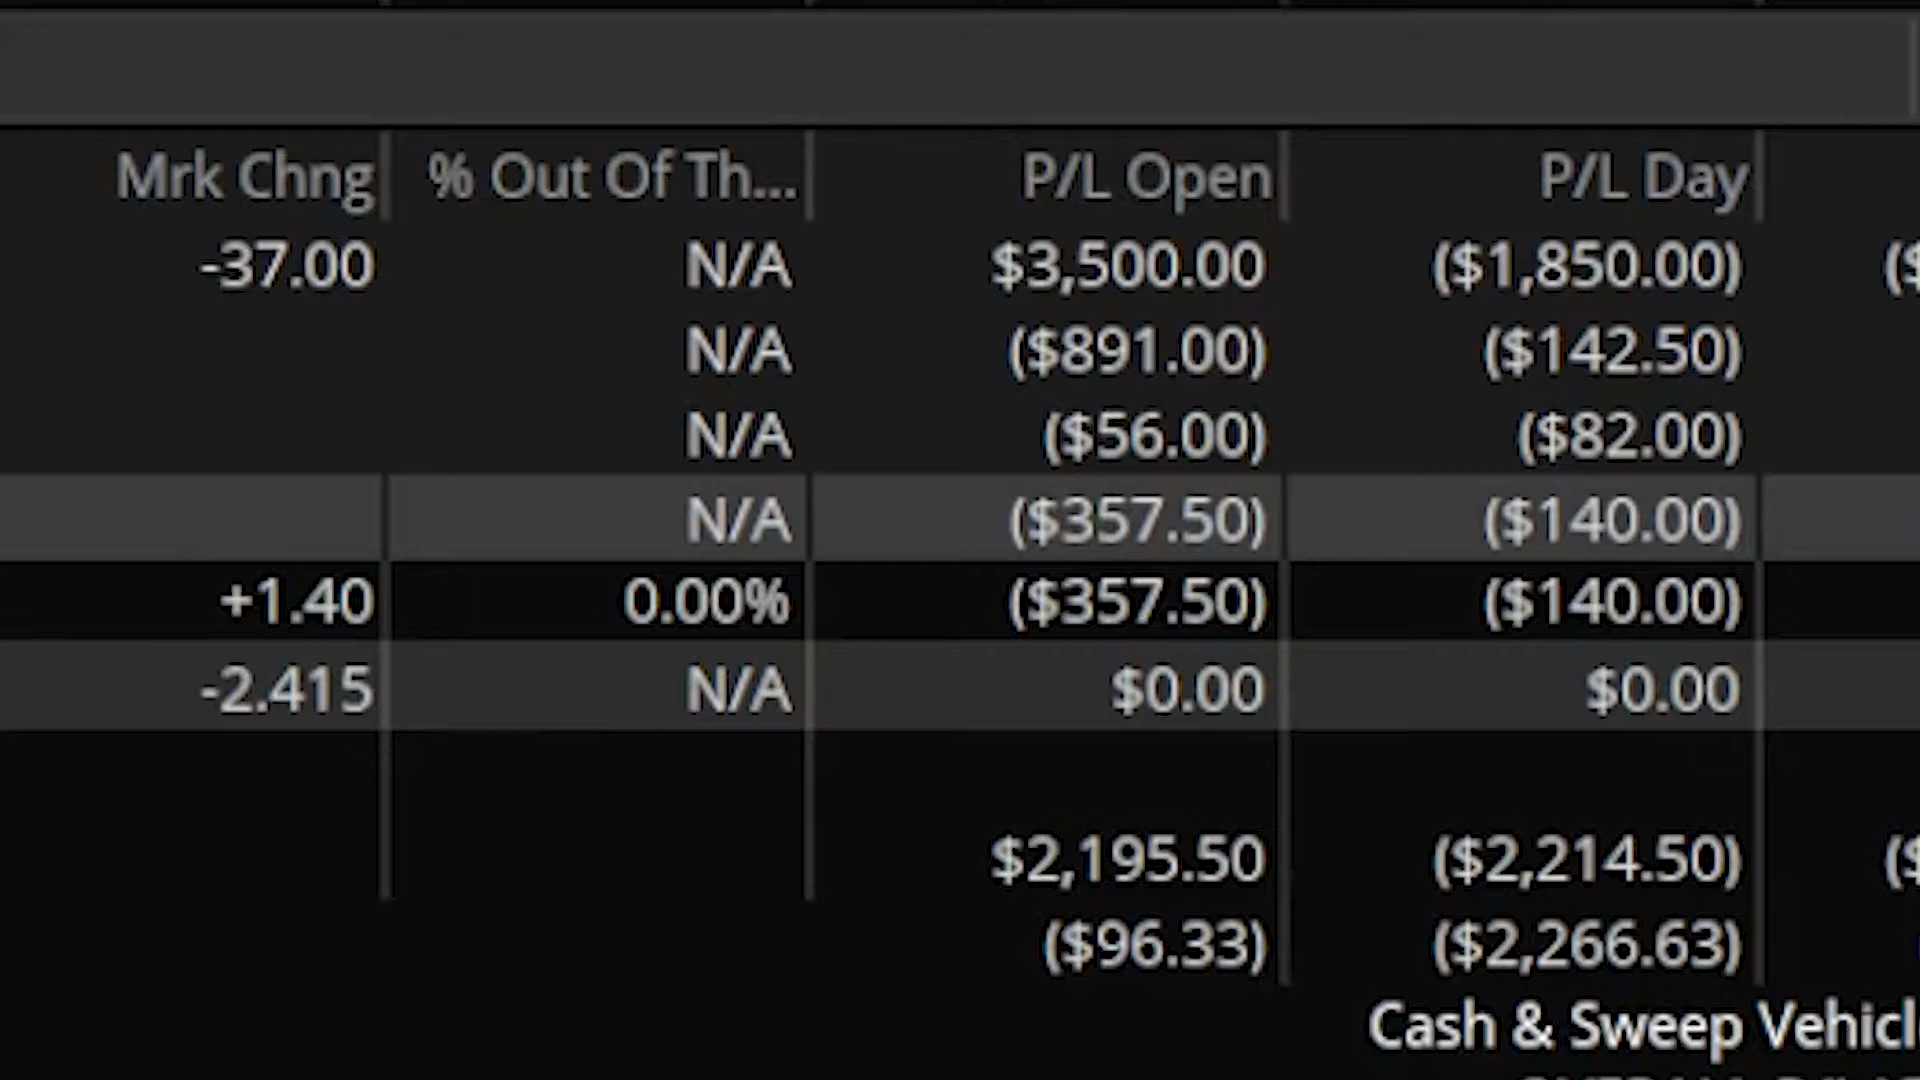 Mrk Chng % Out Of Th... P/L Open P/L Day
-37.00 N/A $3,500.00 ($1,850.00) ($
N/A ($891.00) ($142.50)
N/A ($56.00) ($82.00)
N/A ($357.50) ($140.00)
+1.40 0.00% ($357.50) ($140.00)
-2.415 N/A $0.00 $0.00
$2,195.50 ($2,214.50) ($
($96.33) ($2,266.63)
Cash & Sweep Vehicl